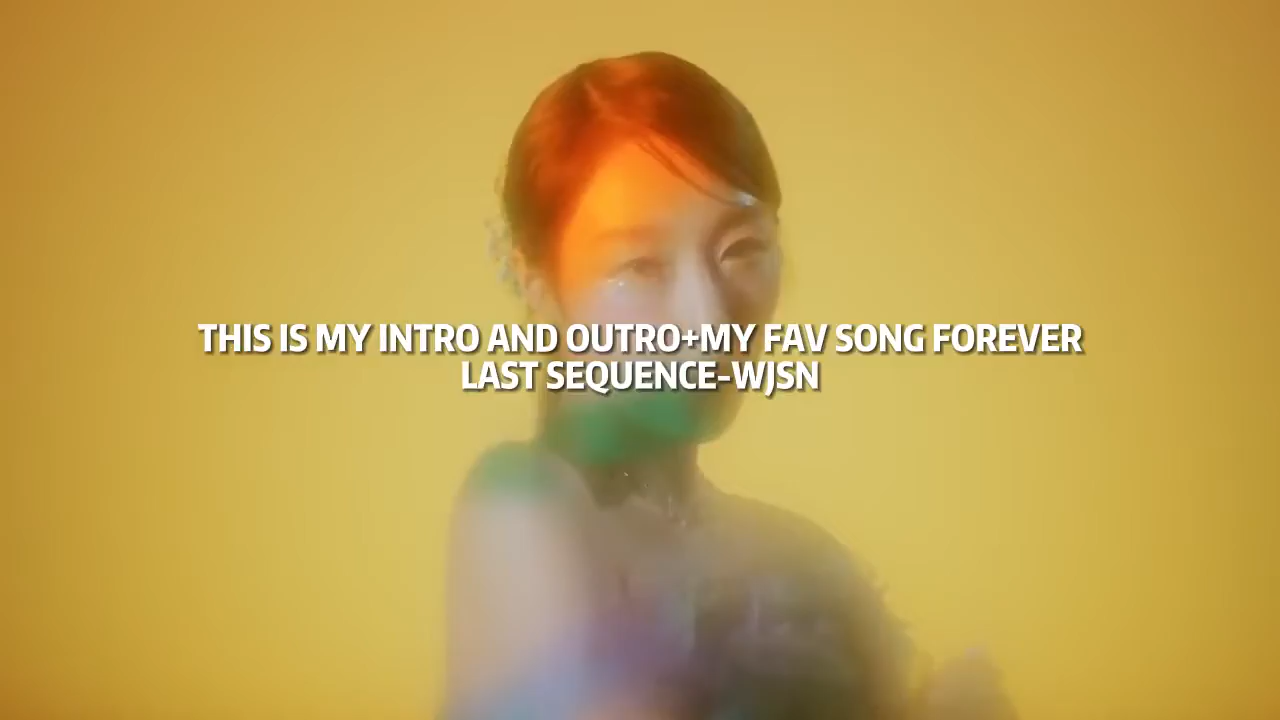 THIS IS MY INTRO AND OUTRO+MY FAV SONG FOREVER
LAST SEQUENCE-WJSN